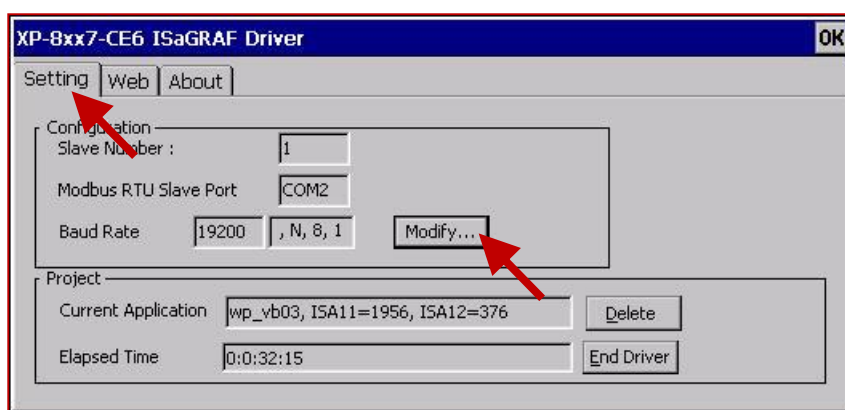 XP-8xx7-CE6 ISaGRAF Driver OK
Setting Web About
Configuration
Slave Number : 1
Modbus RTU Slave Port COM2
Baud Rate 19200 , N, 8, 1 Modify...
Project
Current Application wp_vb03, ISA11=1956, ISA12=376 Delete
Elapsed Time 0:0:32:15 End Driver